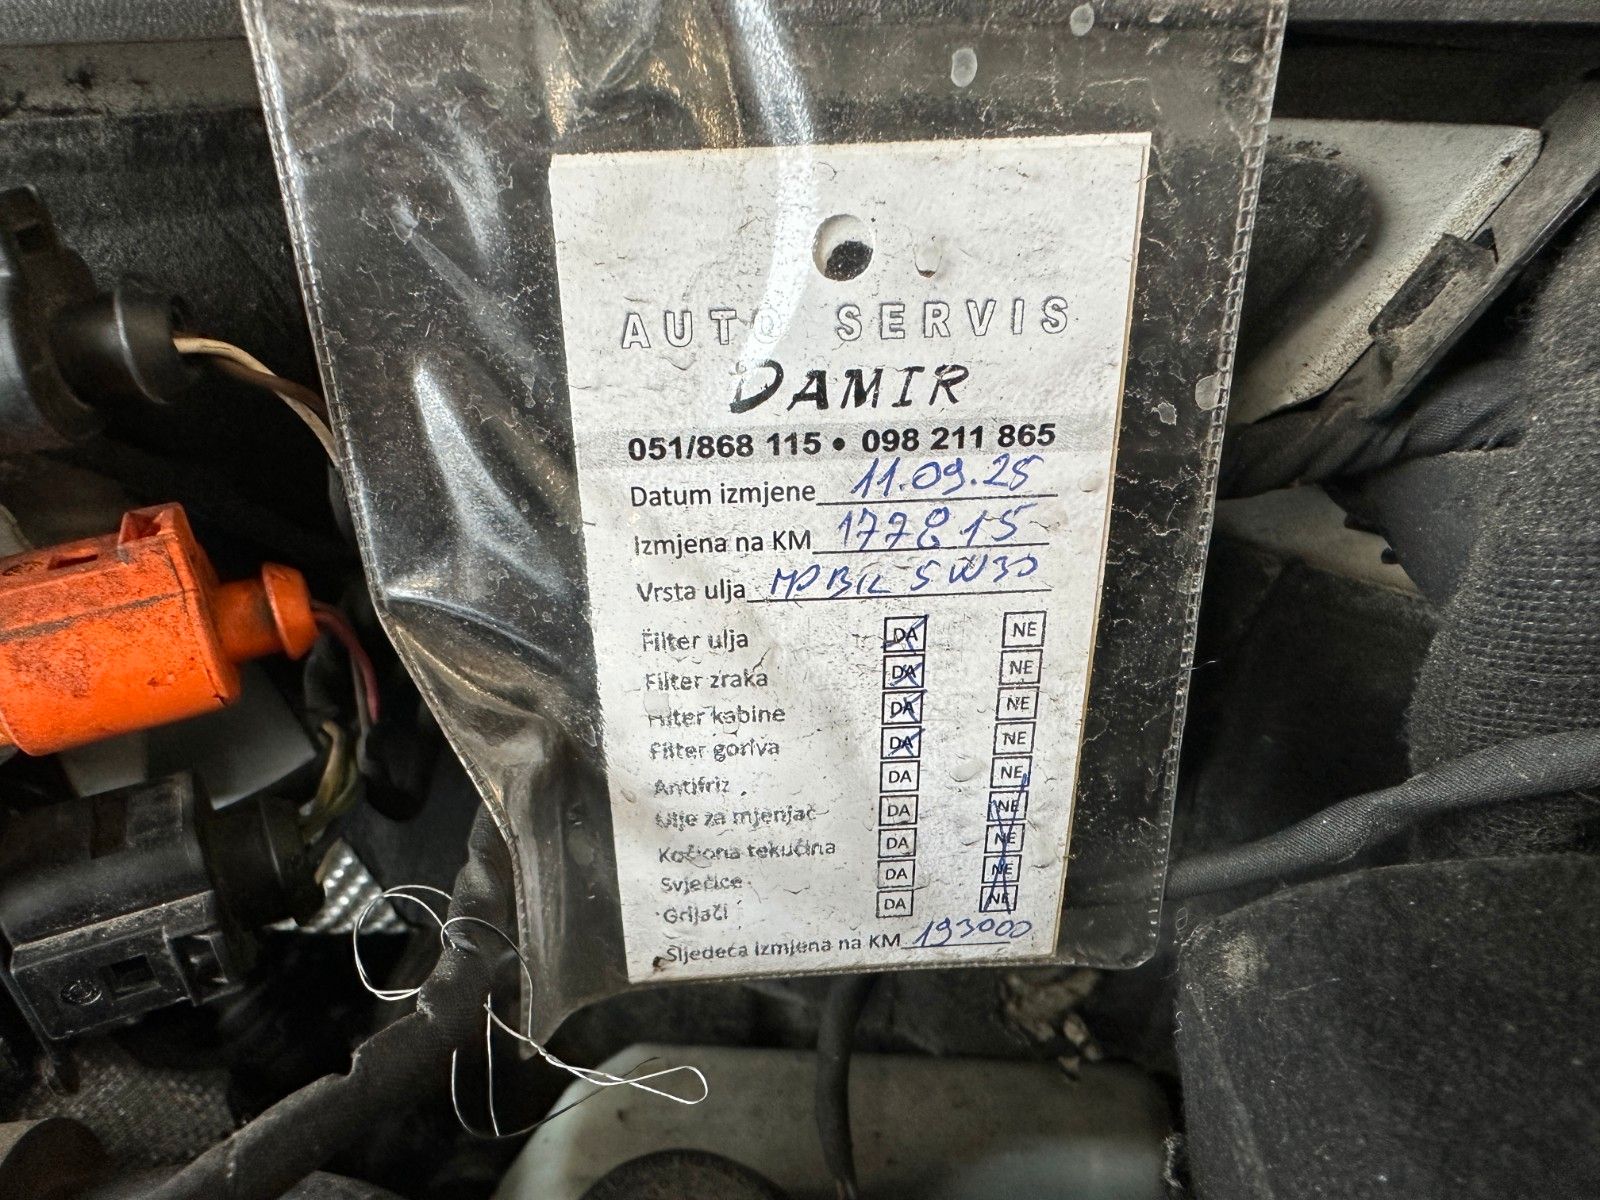 AUTO SERVIS
DAMIR
051/868 115 • 098 211 865
Datum izmjene 11.09.25
Izmjena na KM 177815
Vrsta ulja MOBIL 5W30
Filter ulja DA NE
Filter zraka DA NE
Filter kabine DA NE
Filter goriva DA NE
Antifriz DA NE
Ulje za mjenjač DA NE
Kočiona tekućina DA NE
Svjećice DA NE
Grijači DA NE
Sljedeća izmjena na KM 193000